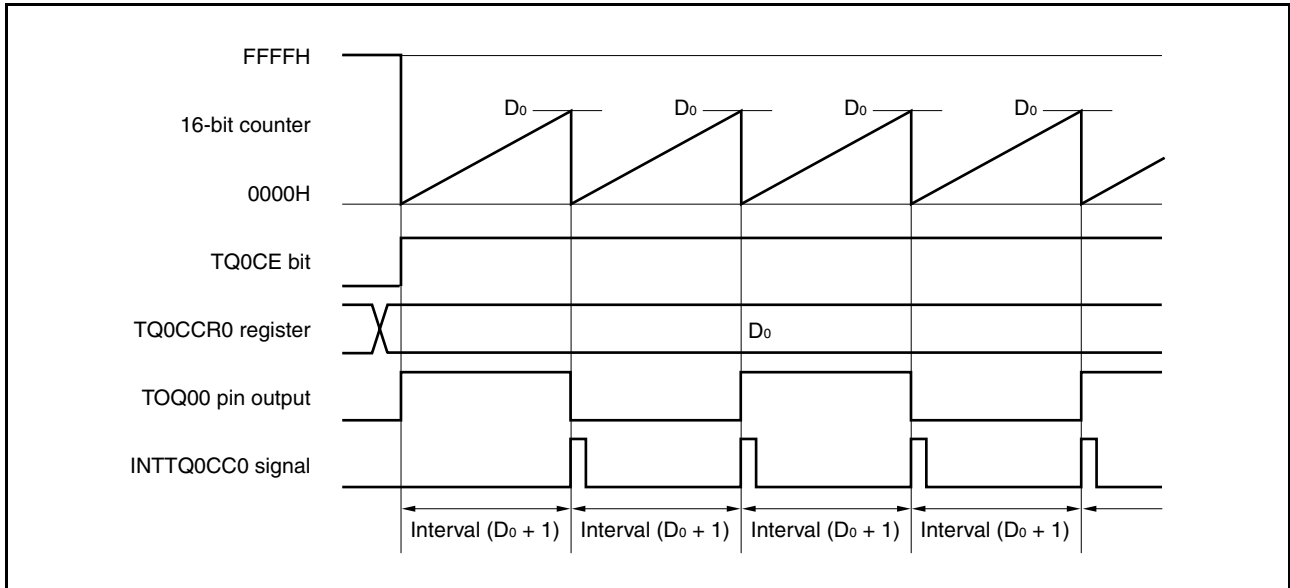 FFFFH
D₀ D₀ D₀ D₀
16-bit counter
0000H
TQ0CE bit
TQ0CCR0 register D₀
TOQ00 pin output
INTTQ0CC0 signal
Interval (D₀ + 1) Interval (D₀ + 1) Interval (D₀ + 1) Interval (D₀ + 1)